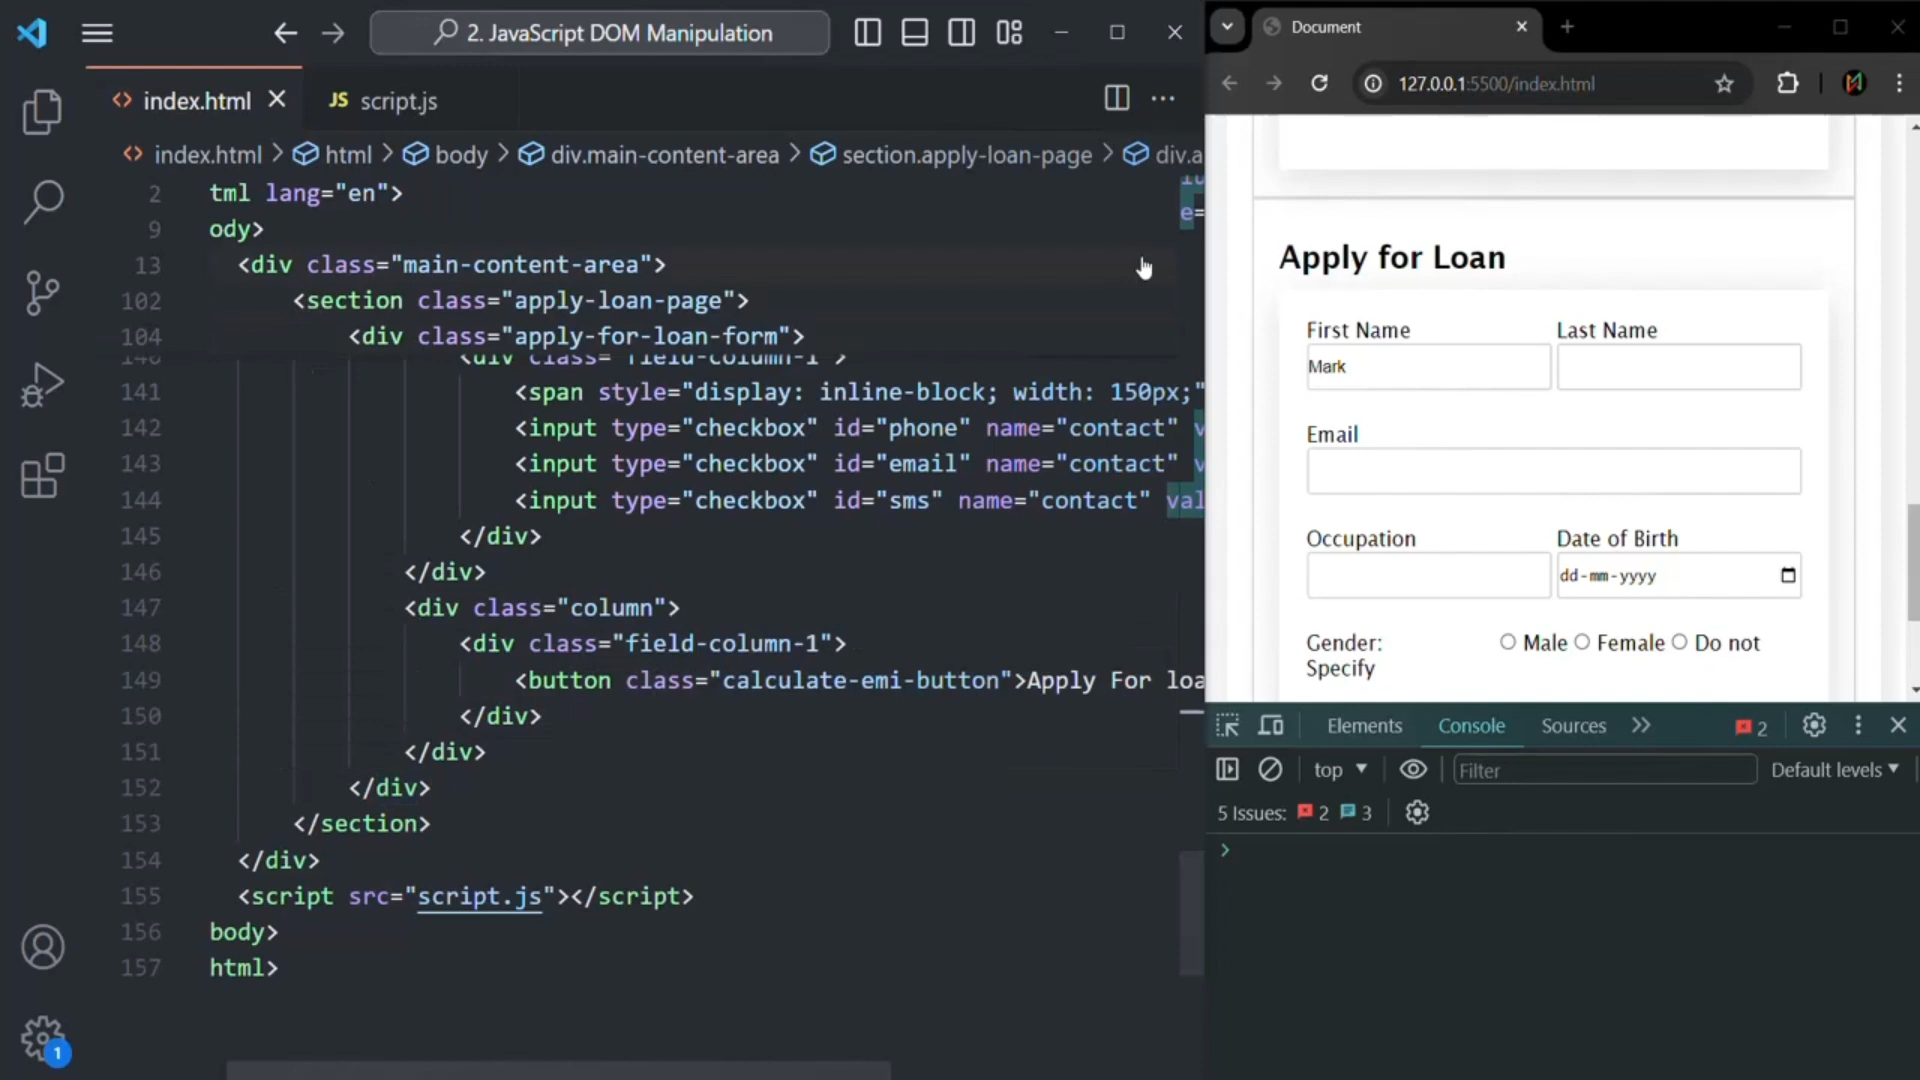 2. JavaScript DOM Manipulation
index.html
JS script.js
index.html > html > body > div.main-content-area > section.apply-loan-page > div.a
2 tml lang="en">
9 ody>
13 <div class="main-content-area">
102 <section class="apply-loan-page">
104 <div class="apply-for-loan-form">
140 <div class="field-column-1">
141 <span style="display: inline-block; width: 150px;"
142 <input type="checkbox" id="phone" name="contact" v
143 <input type="checkbox" id="email" name="contact" v
144 <input type="checkbox" id="sms" name="contact" val
145 </div>
146 </div>
147 <div class="column">
148 <div class="field-column-1">
149 <button class="calculate-emi-button">Apply For loa
150 </div>
151 </div>
152 </div>
153 </section>
154 </div>
155 <script src="script.js"></script>
156 body>
157 html>
1
Document
127.0.0.1:5500/index.html
Apply for Loan
First Name Last Name
Mark
Email
Occupation Date of Birth
dd-mm-yyyy
Gender: Male Female Do not
Specify
Elements Console Sources 2
top Filter Default levels
5 Issues: 2 3